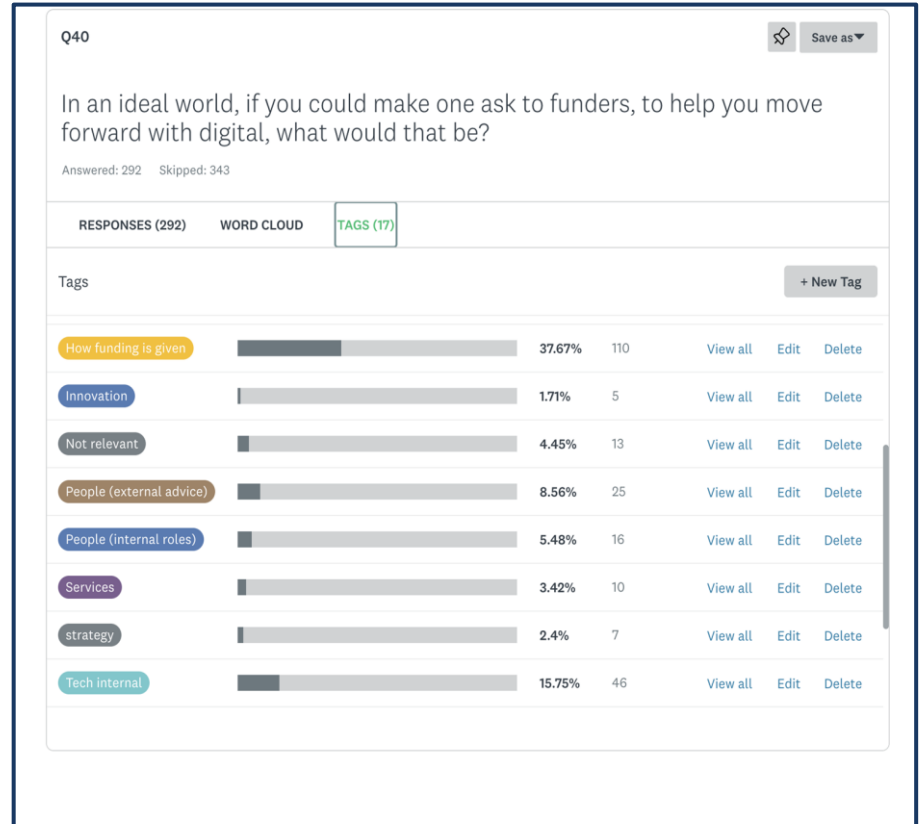 Q40
Save as
In an ideal world, if you could make one ask to funders, to help you move
forward with digital, what would that be?
Answered: 292 Skipped: 343
RESPONSES (292) WORD CLOUD TAGS (17)
Tags
+ New Tag
How funding is given 37.67% 110 View all Edit Delete
Innovation 1.71% 5 View all Edit Delete
Not relevant 4.45% 13 View all Edit Delete
People (external advice) 8.56% 25 View all Edit Delete
People (internal roles) 5.48% 16 View all Edit Delete
Services 3.42% 10 View all Edit Delete
strategy 2.4% 7 View all Edit Delete
Tech internal 15.75% 46 View all Edit Delete